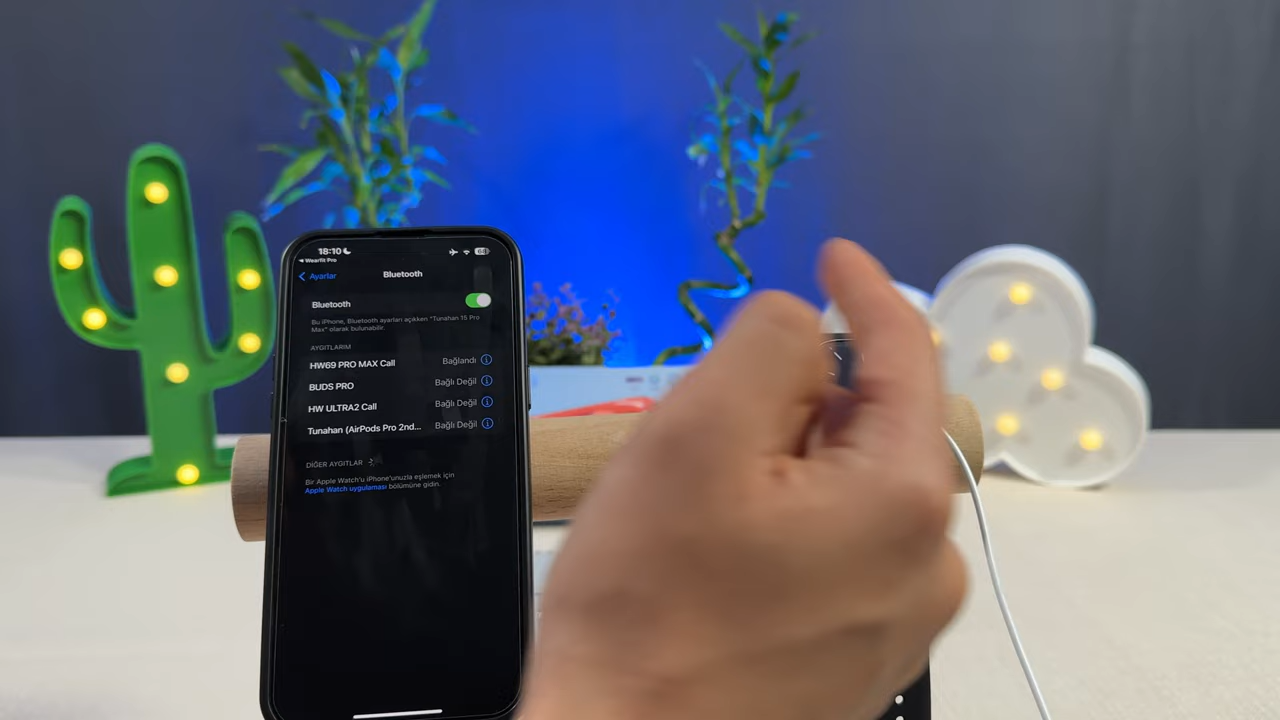 18:10
Wearfit Pro
Ayarlar
Bluetooth
Bluetooth
Bu iPhone, Bluetooth ayarları açıkken "Tunahan 15 Pro
Max" olarak bulunabilir.
AYGITLARIM
HW69 PRO MAX Call Bağlandı
BUDS PRO Bağlı Değil
HW ULTRA2 Call Bağlı Değil
Tunahan (AirPods Pro 2nd... Bağlı Değil
DİĞER AYGITLAR
Bir Apple Watch'u iPhone'unuzla eşlemek için
Apple Watch uygulaması bölümüne gidin.